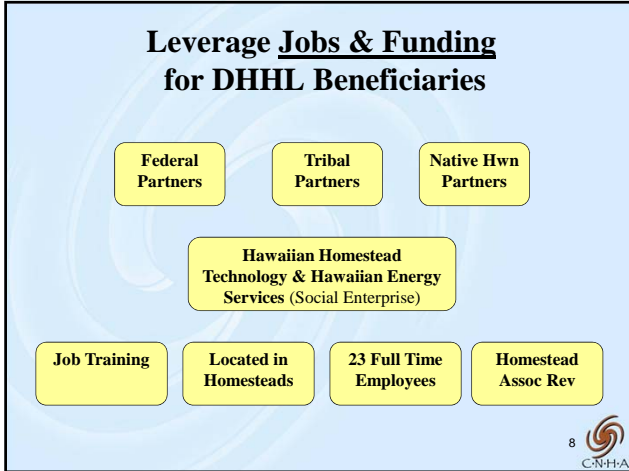 Leverage Jobs & Funding
for DHHL Beneficiaries
Federal
Partners
Tribal
Partners
Native Hwn
Partners
Hawaiian Homestead
Technology & Hawaiian Energy
Services (Social Enterprise)
Job Training
Located in
Homesteads
23 Full Time
Employees
Homestead
Assoc Rev
8
C·N·H·A